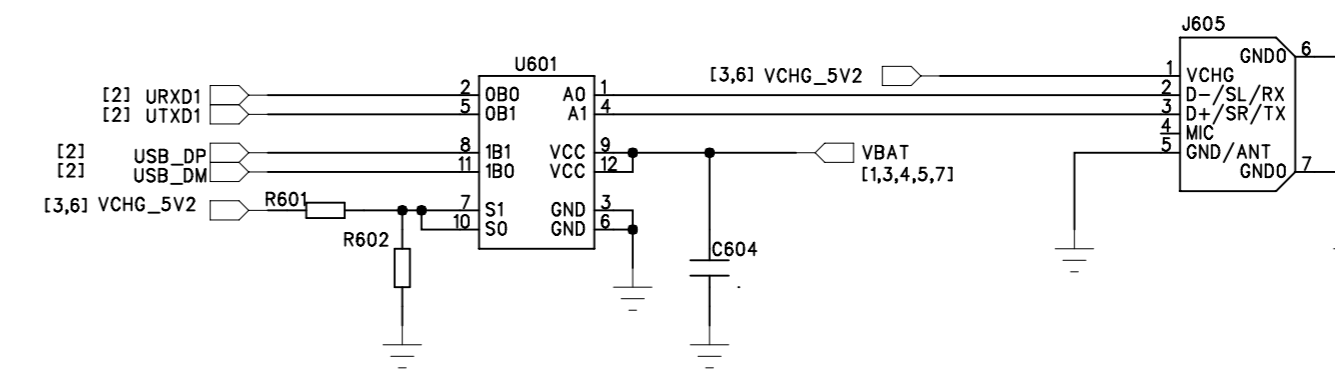 J605
U601
[3,6] VCHG_5V2
[2] URXD1
[2] UTXD1
[2] USB_DP
[2] USB_DM
[3,6] VCHG_5V2
R601
R602
2 0B0 A0 1
5 0B1 A1 4
8 1B1 VCC 9
11 1B0 VCC 12
7 S1 GND 3
10 S0 GND 6
VBAT
[1,3,4,5,7]
C604
GND0 6
1 VCHG
2 D-/SL/RX
3 D+/SR/TX
4 MIC
5 GND/ANT
GND0 7